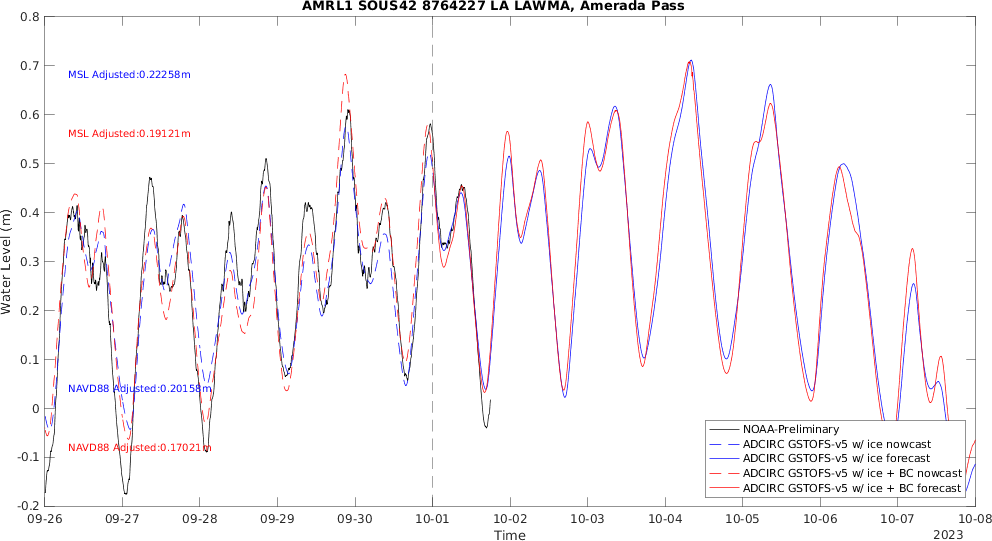 AMRL1 SOUS42 8764227 LA LAWMA, Amerada Pass
0.8
0.7
0.6
0.5
0.4
0.3
0.2
0.1
0
-0.1
-0.2
Water Level (m)
MSL Adjusted:0.22258m
MSL Adjusted:0.19121m
NAVD88 Adjusted:0.20158m
NAVD88 Adjusted:0.17021m
NOAA-Preliminary
ADCIRC GSTOFS-v5 w/ ice nowcast
ADCIRC GSTOFS-v5 w/ ice forecast
ADCIRC GSTOFS-v5 w/ ice + BC nowcast
ADCIRC GSTOFS-v5 w/ ice + BC forecast
09-26 09-27 09-28 09-29 09-30 10-01 10-02 10-03 10-04 10-05 10-06 10-07 10-08
Time
2023